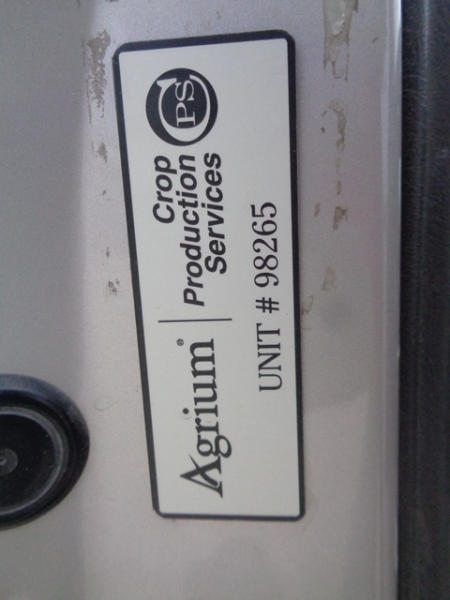 Agrium®
Crop
Production
Services
CPS
UNIT # 98265